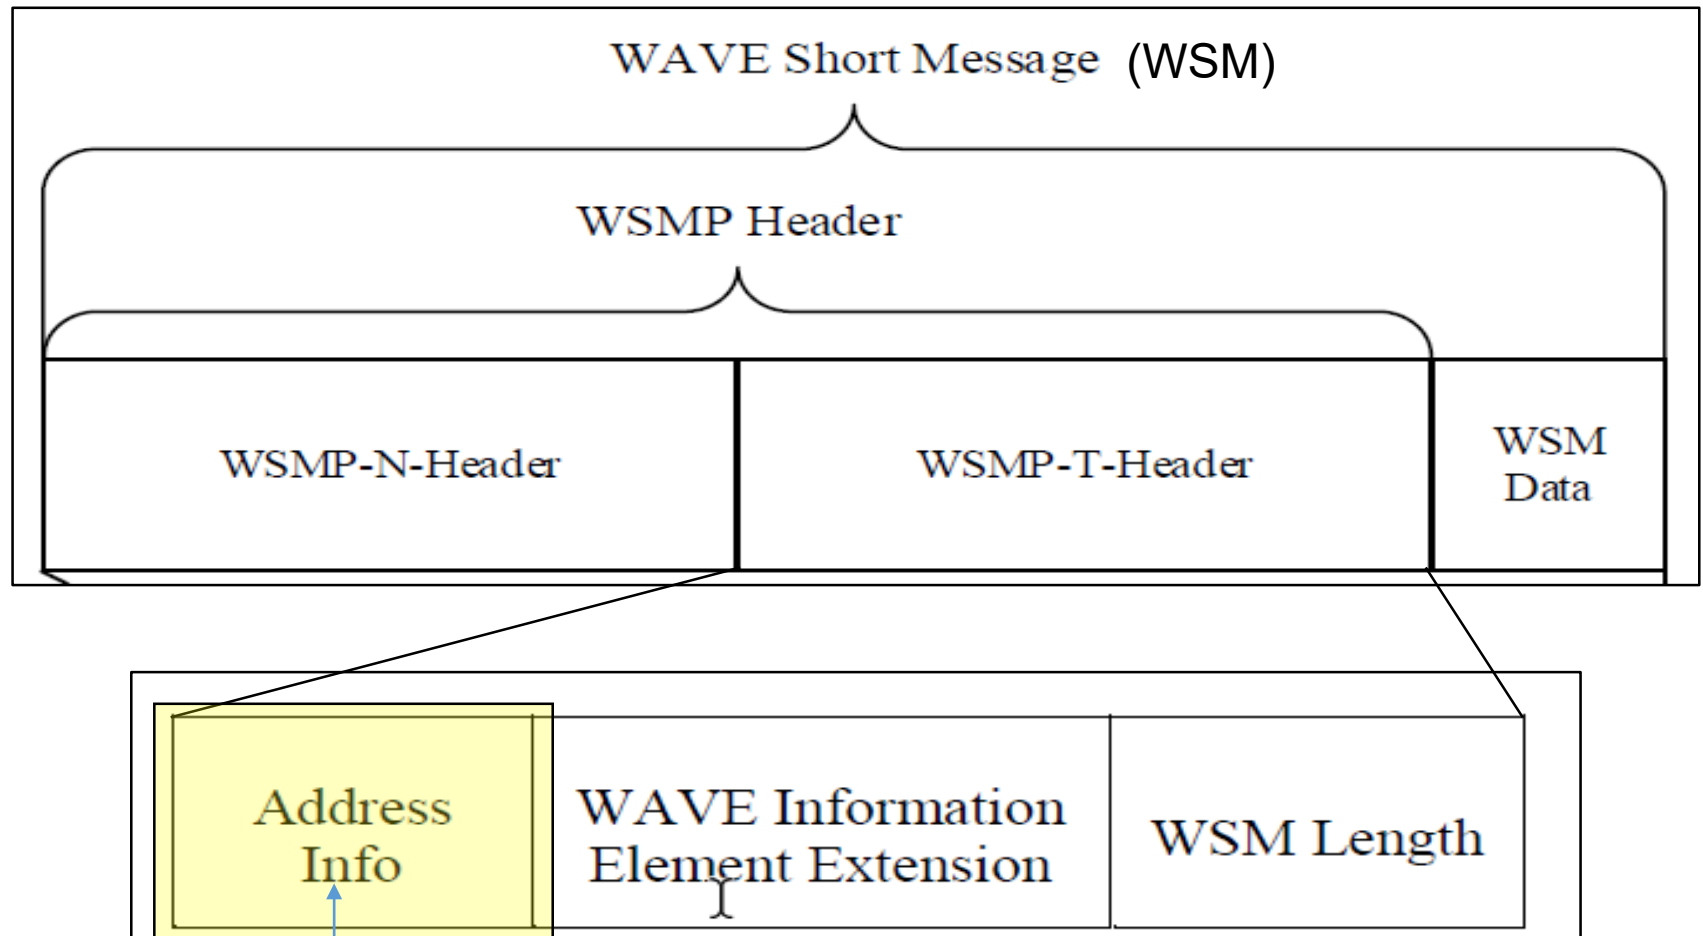 WAVE Short Message (WSM)
WSMP Header
WSMP-N-Header
WSMP-T-Header
WSM
Data
Address
Info
WAVE Information
Element Extension
WSM Length